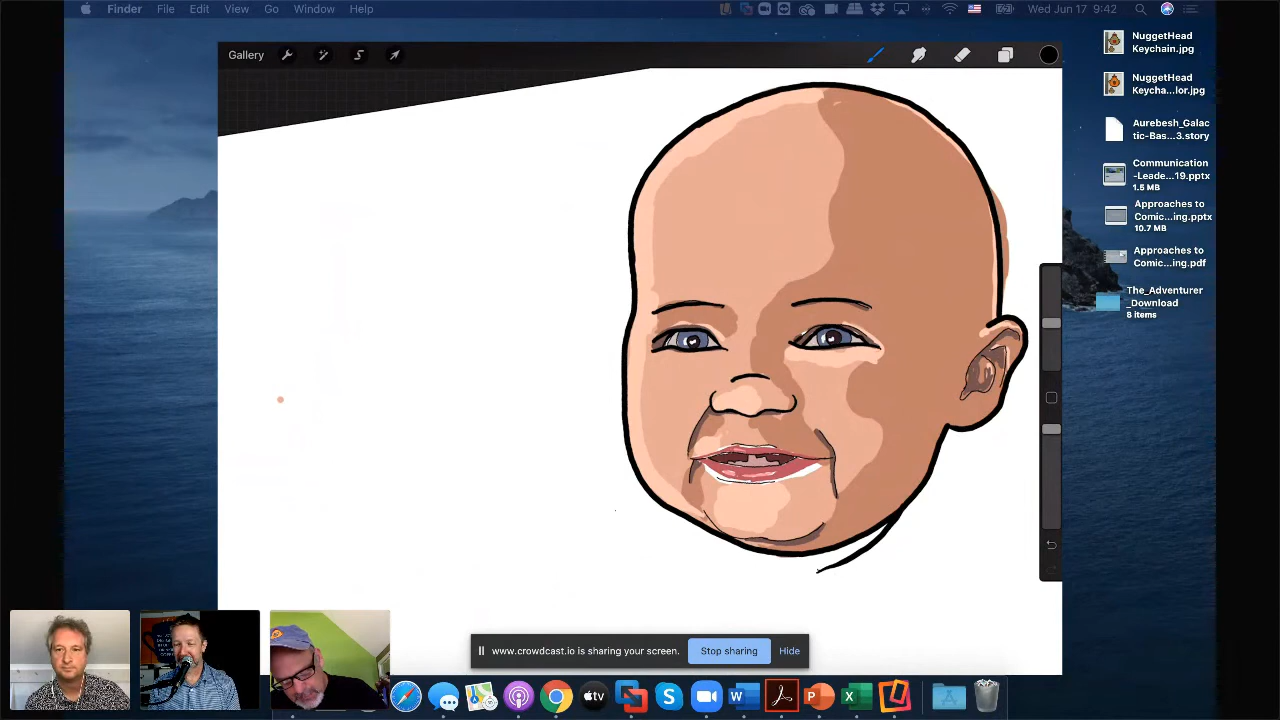 Finder File Edit View Go Window Help
Wed Jun 17 9:42
Gallery
NuggetHead
Keychain.jpg
NuggetHead
Keycha...lor.jpg
Aurebesh_Galac
tic-Bas...3.story
Communication
-Leade...19.pptx
1.5 MB
Approaches to
Comic...ing.pptx
10.7 MB
Approaches to
Comic...ing.pdf
The_Adventurer
_Download
8 items
www.crowdcast.io is sharing your screen.
Stop sharing
Hide
tv
W
P
X
S